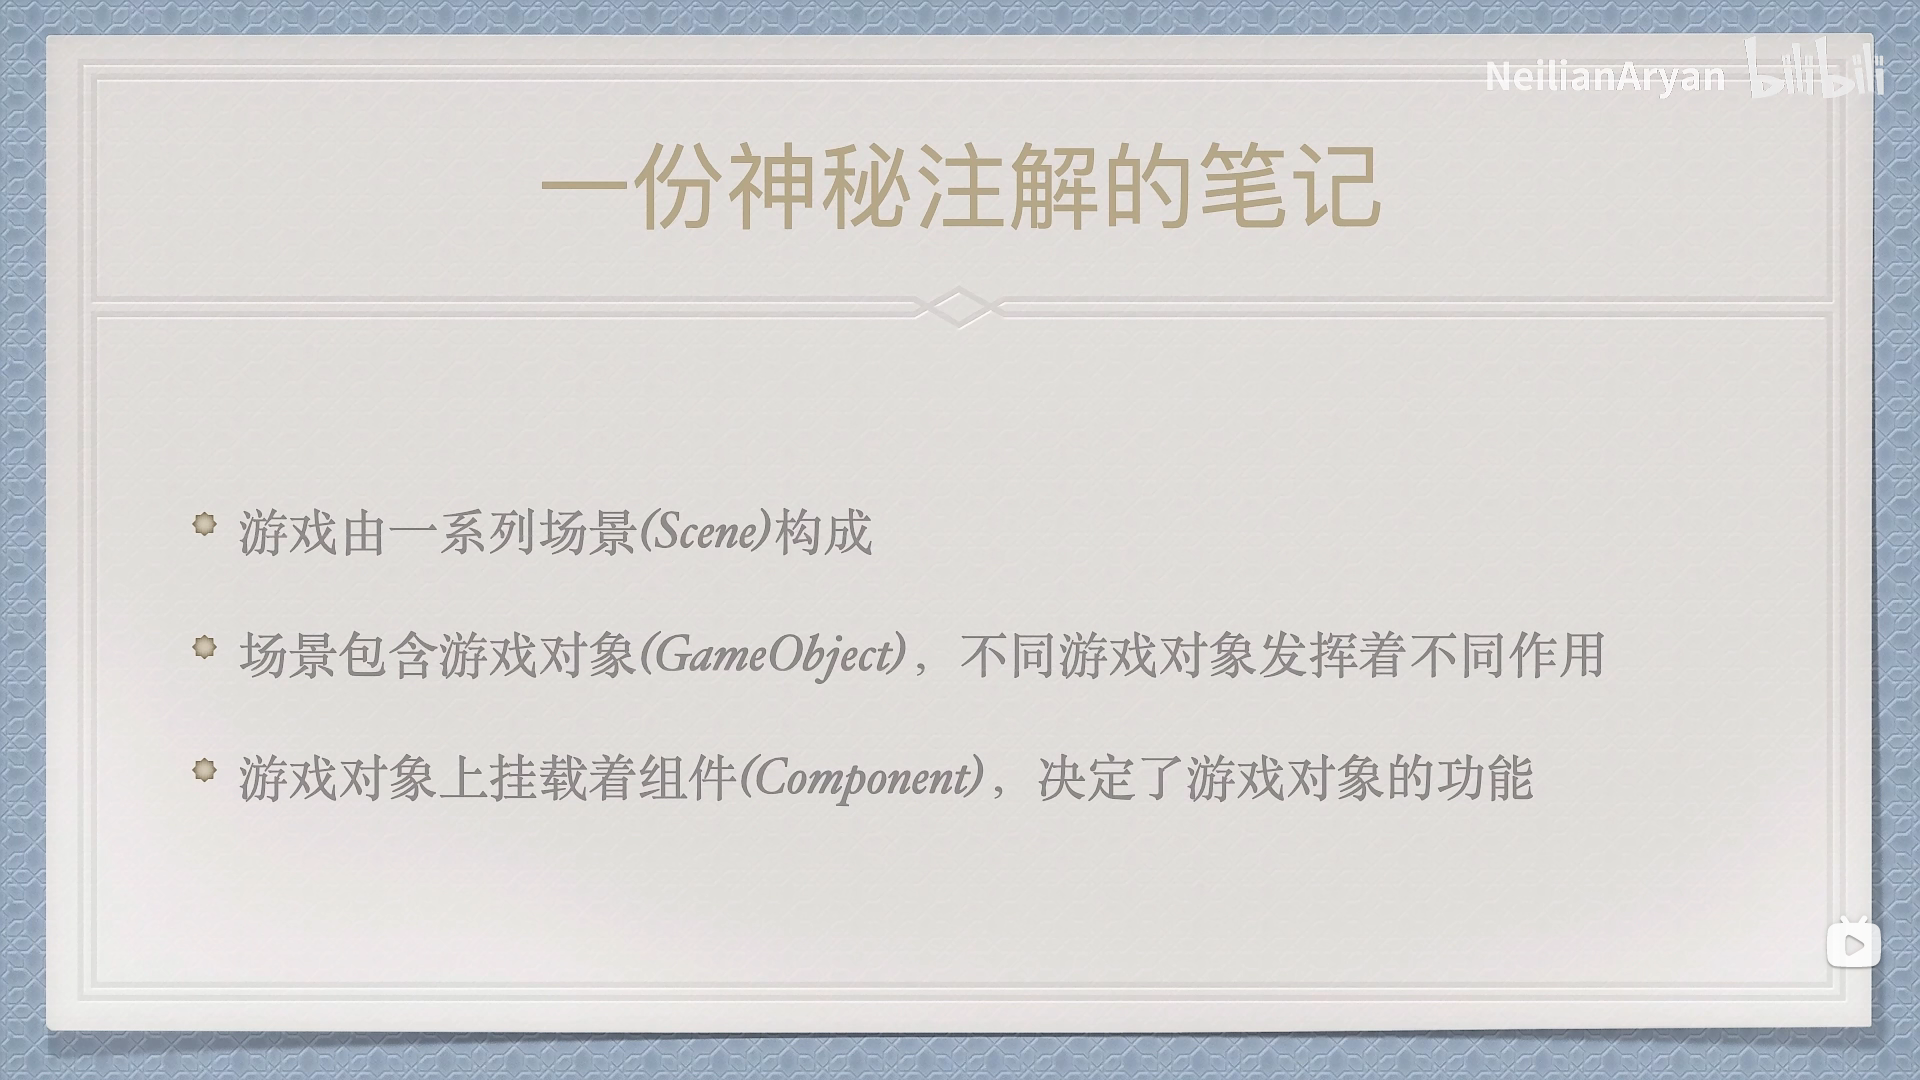 NeilianAryan bilibili
一份神秘注解的笔记
游戏由一系列场景(Scene)构成
场景包含游戏对象(GameObject)，不同游戏对象发挥着不同作用
游戏对象上挂载着组件(Component)，决定了游戏对象的功能